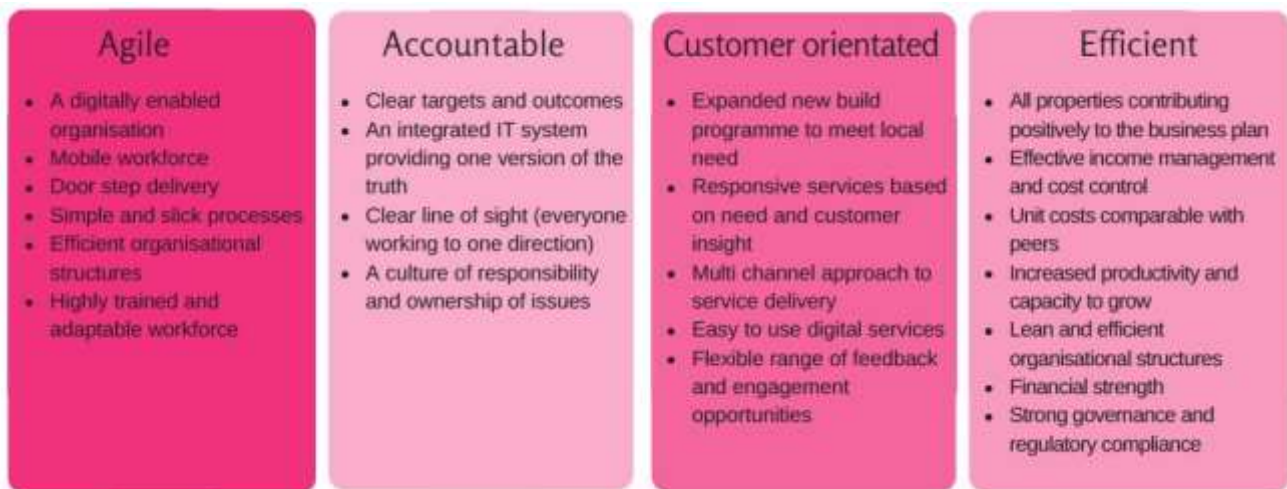 Agile
• A digitally enabled
organisation
• Mobile workforce
• Door step delivery
• Simple and slick processes
• Efficient organisational
structures
• Highly trained and
adaptable workforce
Accountable
• Clear targets and outcomes
• An integrated IT system
providing one version of the
truth
• Clear line of sight (everyone
working to one direction)
• A culture of responsibility
and ownership of issues
Customer orientated
• Expanded new build
programme to meet local
need
• Responsive services based
on need and customer
insight
• Multi channel approach to
service delivery
• Easy to use digital services
• Flexible range of feedback
and engagement
opportunities
Efficient
• All properties contributing
positively to the business plan
• Effective income management
and cost control
• Unit costs comparable with
peers
• Increased productivity and
capacity to grow
• Lean and efficient
organisational structures
• Financial strength
• Strong governance and
regulatory compliance